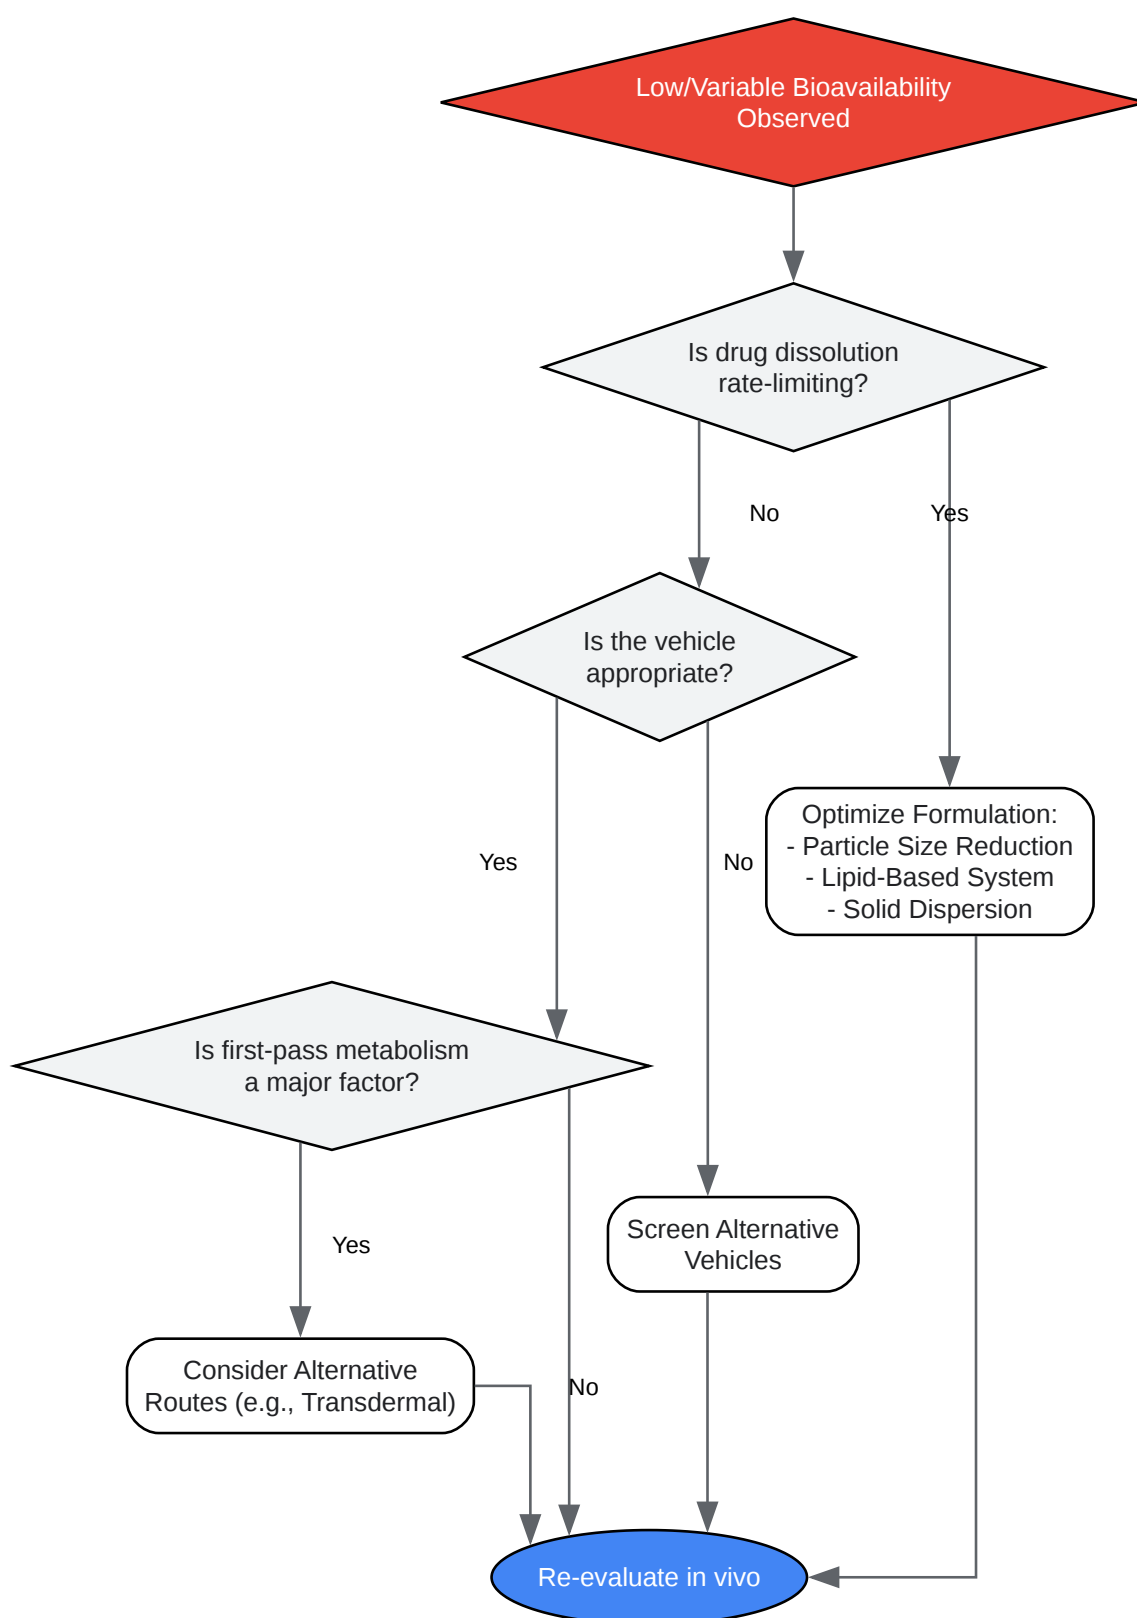 Low/Variable Bioavailability
Observed
Is drug dissolution
rate-limiting?
No
Yes
Is the vehicle
appropriate?
Yes
No
Optimize Formulation:
- Particle Size Reduction
- Lipid-Based System
- Solid Dispersion
Is first-pass metabolism
a major factor?
Yes
Screen Alternative
Vehicles
Consider Alternative
Routes (e.g., Transdermal)
No
Re-evaluate in vivo